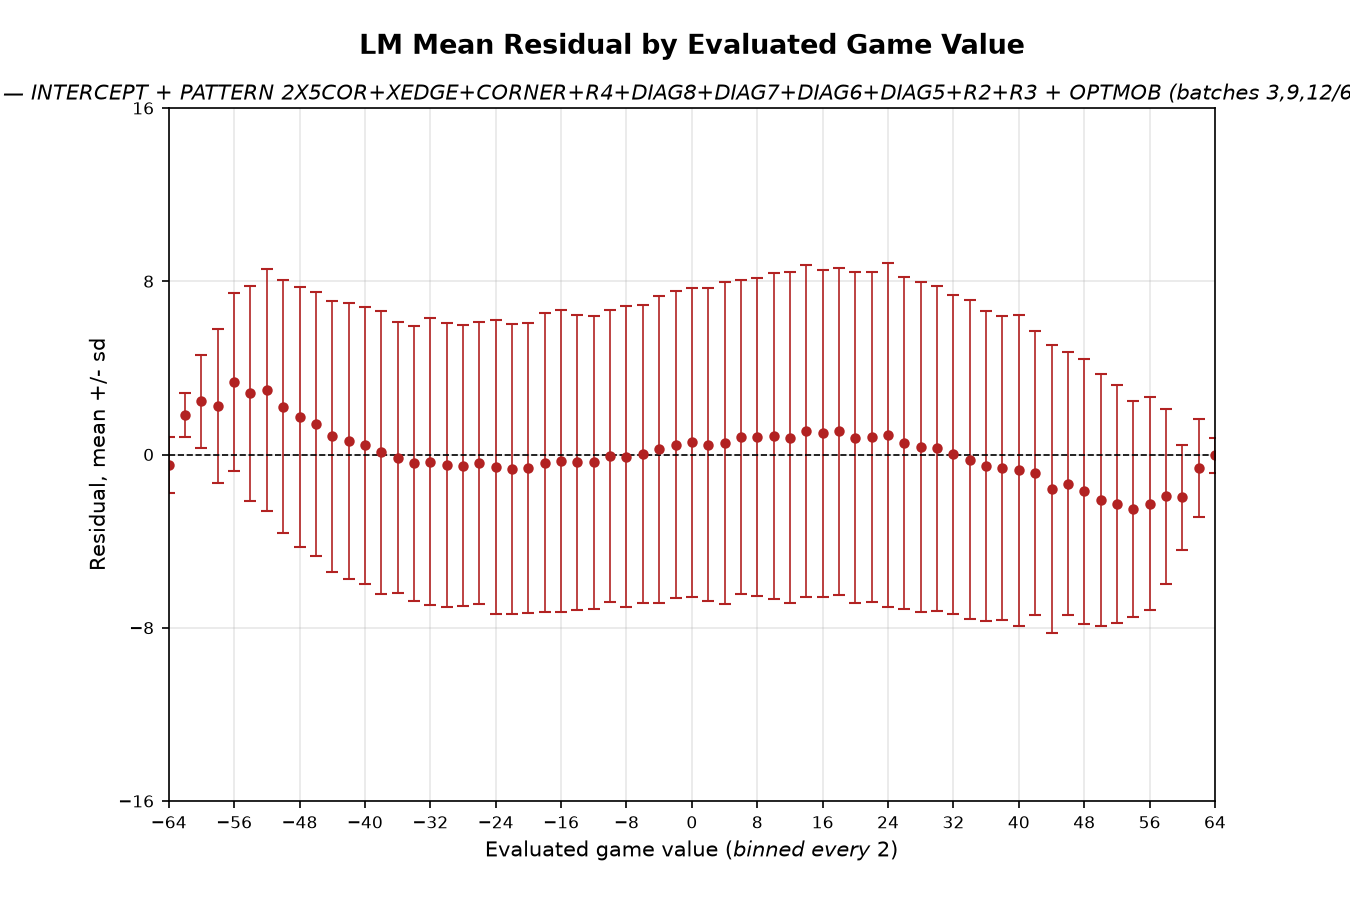 LM Mean Residual by Evaluated Game Value
— INTERCEPT + PATTERN 2X5COR+XEDGE+CORNER+R4+DIAG8+DIAG7+DIAG6+DIAG5+R2+R3 + OPTMOB (batches 3,9,12/6
16
8
0
−8
−16
Residual, mean +/- sd
−64 −56 −48 −40 −32 −24 −16 −8 0 8 16 24 32 40 48 56 64
Evaluated game value (binned every 2)